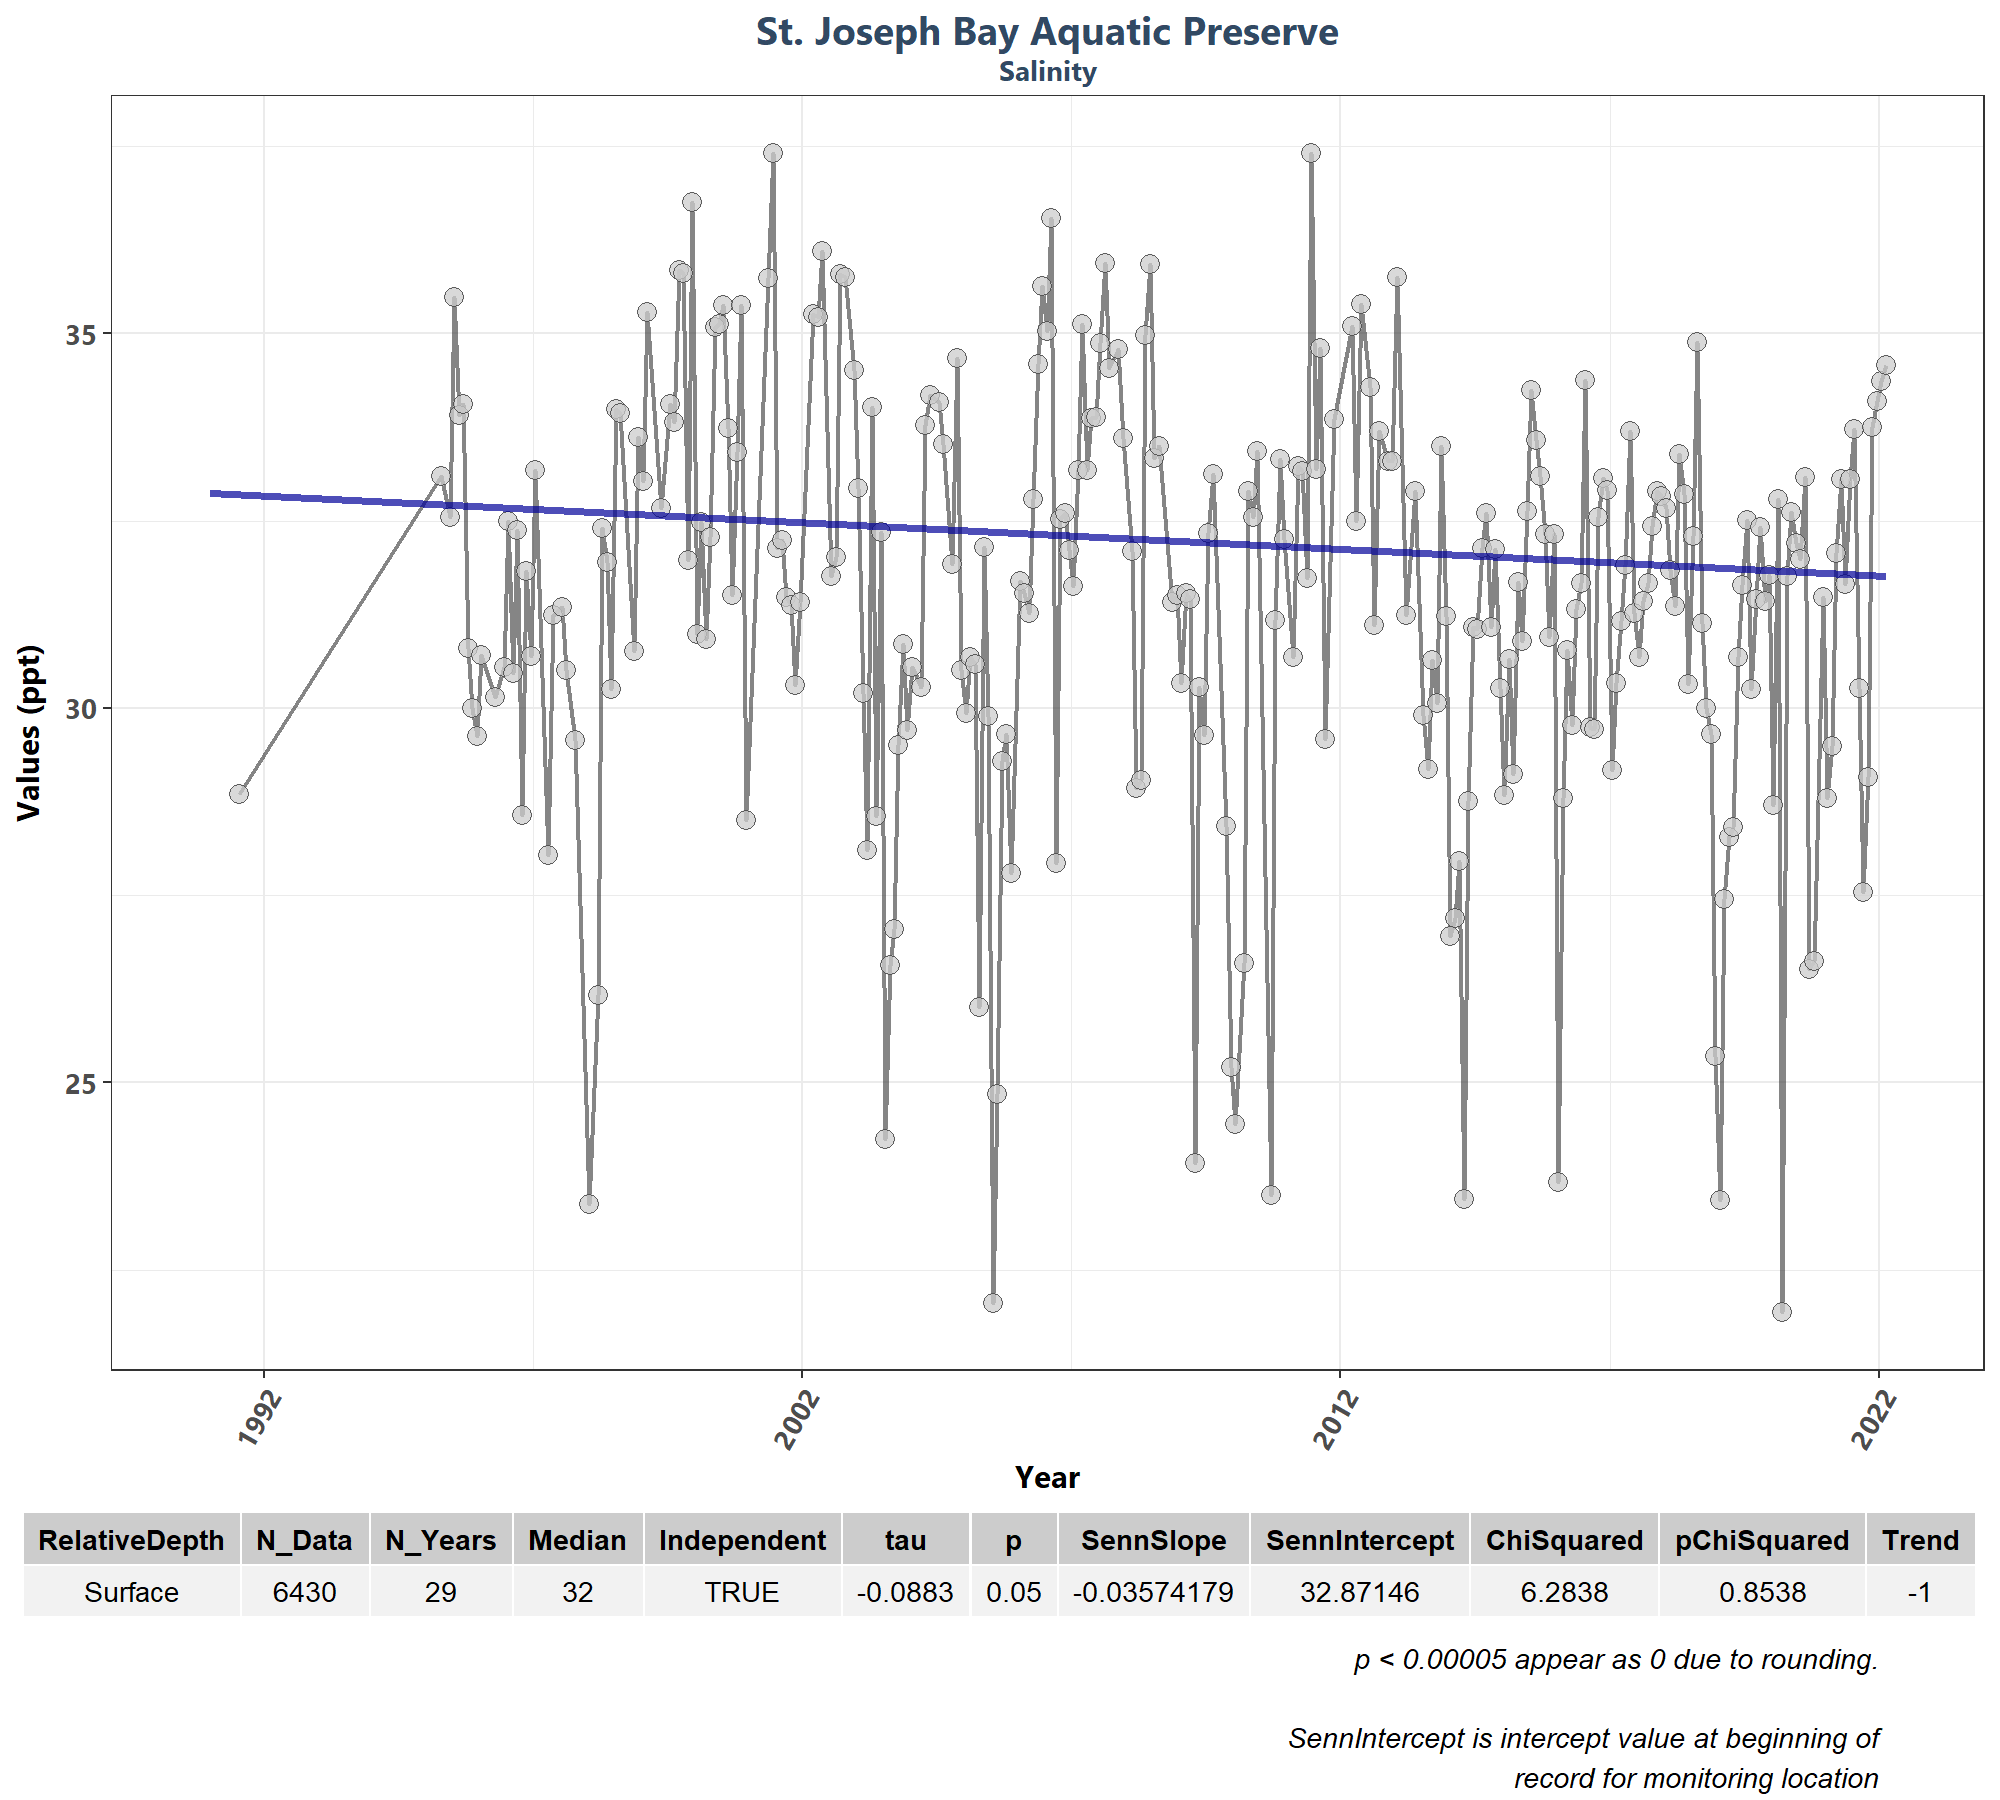 St. Joseph Bay Aquatic Preserve
Salinity
Values (ppt)
35
30
25
1992 2002 2012 2022
Year
RelativeDepth N_Data N_Years Median Independent tau p SennSlope SennIntercept ChiSquared pChiSquared Trend
Surface 6430 29 32 TRUE -0.0883 0.05 -0.03574179 32.87146 6.2838 0.8538 -1
p < 0.00005 appear as 0 due to rounding.
SennIntercept is intercept value at beginning of
record for monitoring location